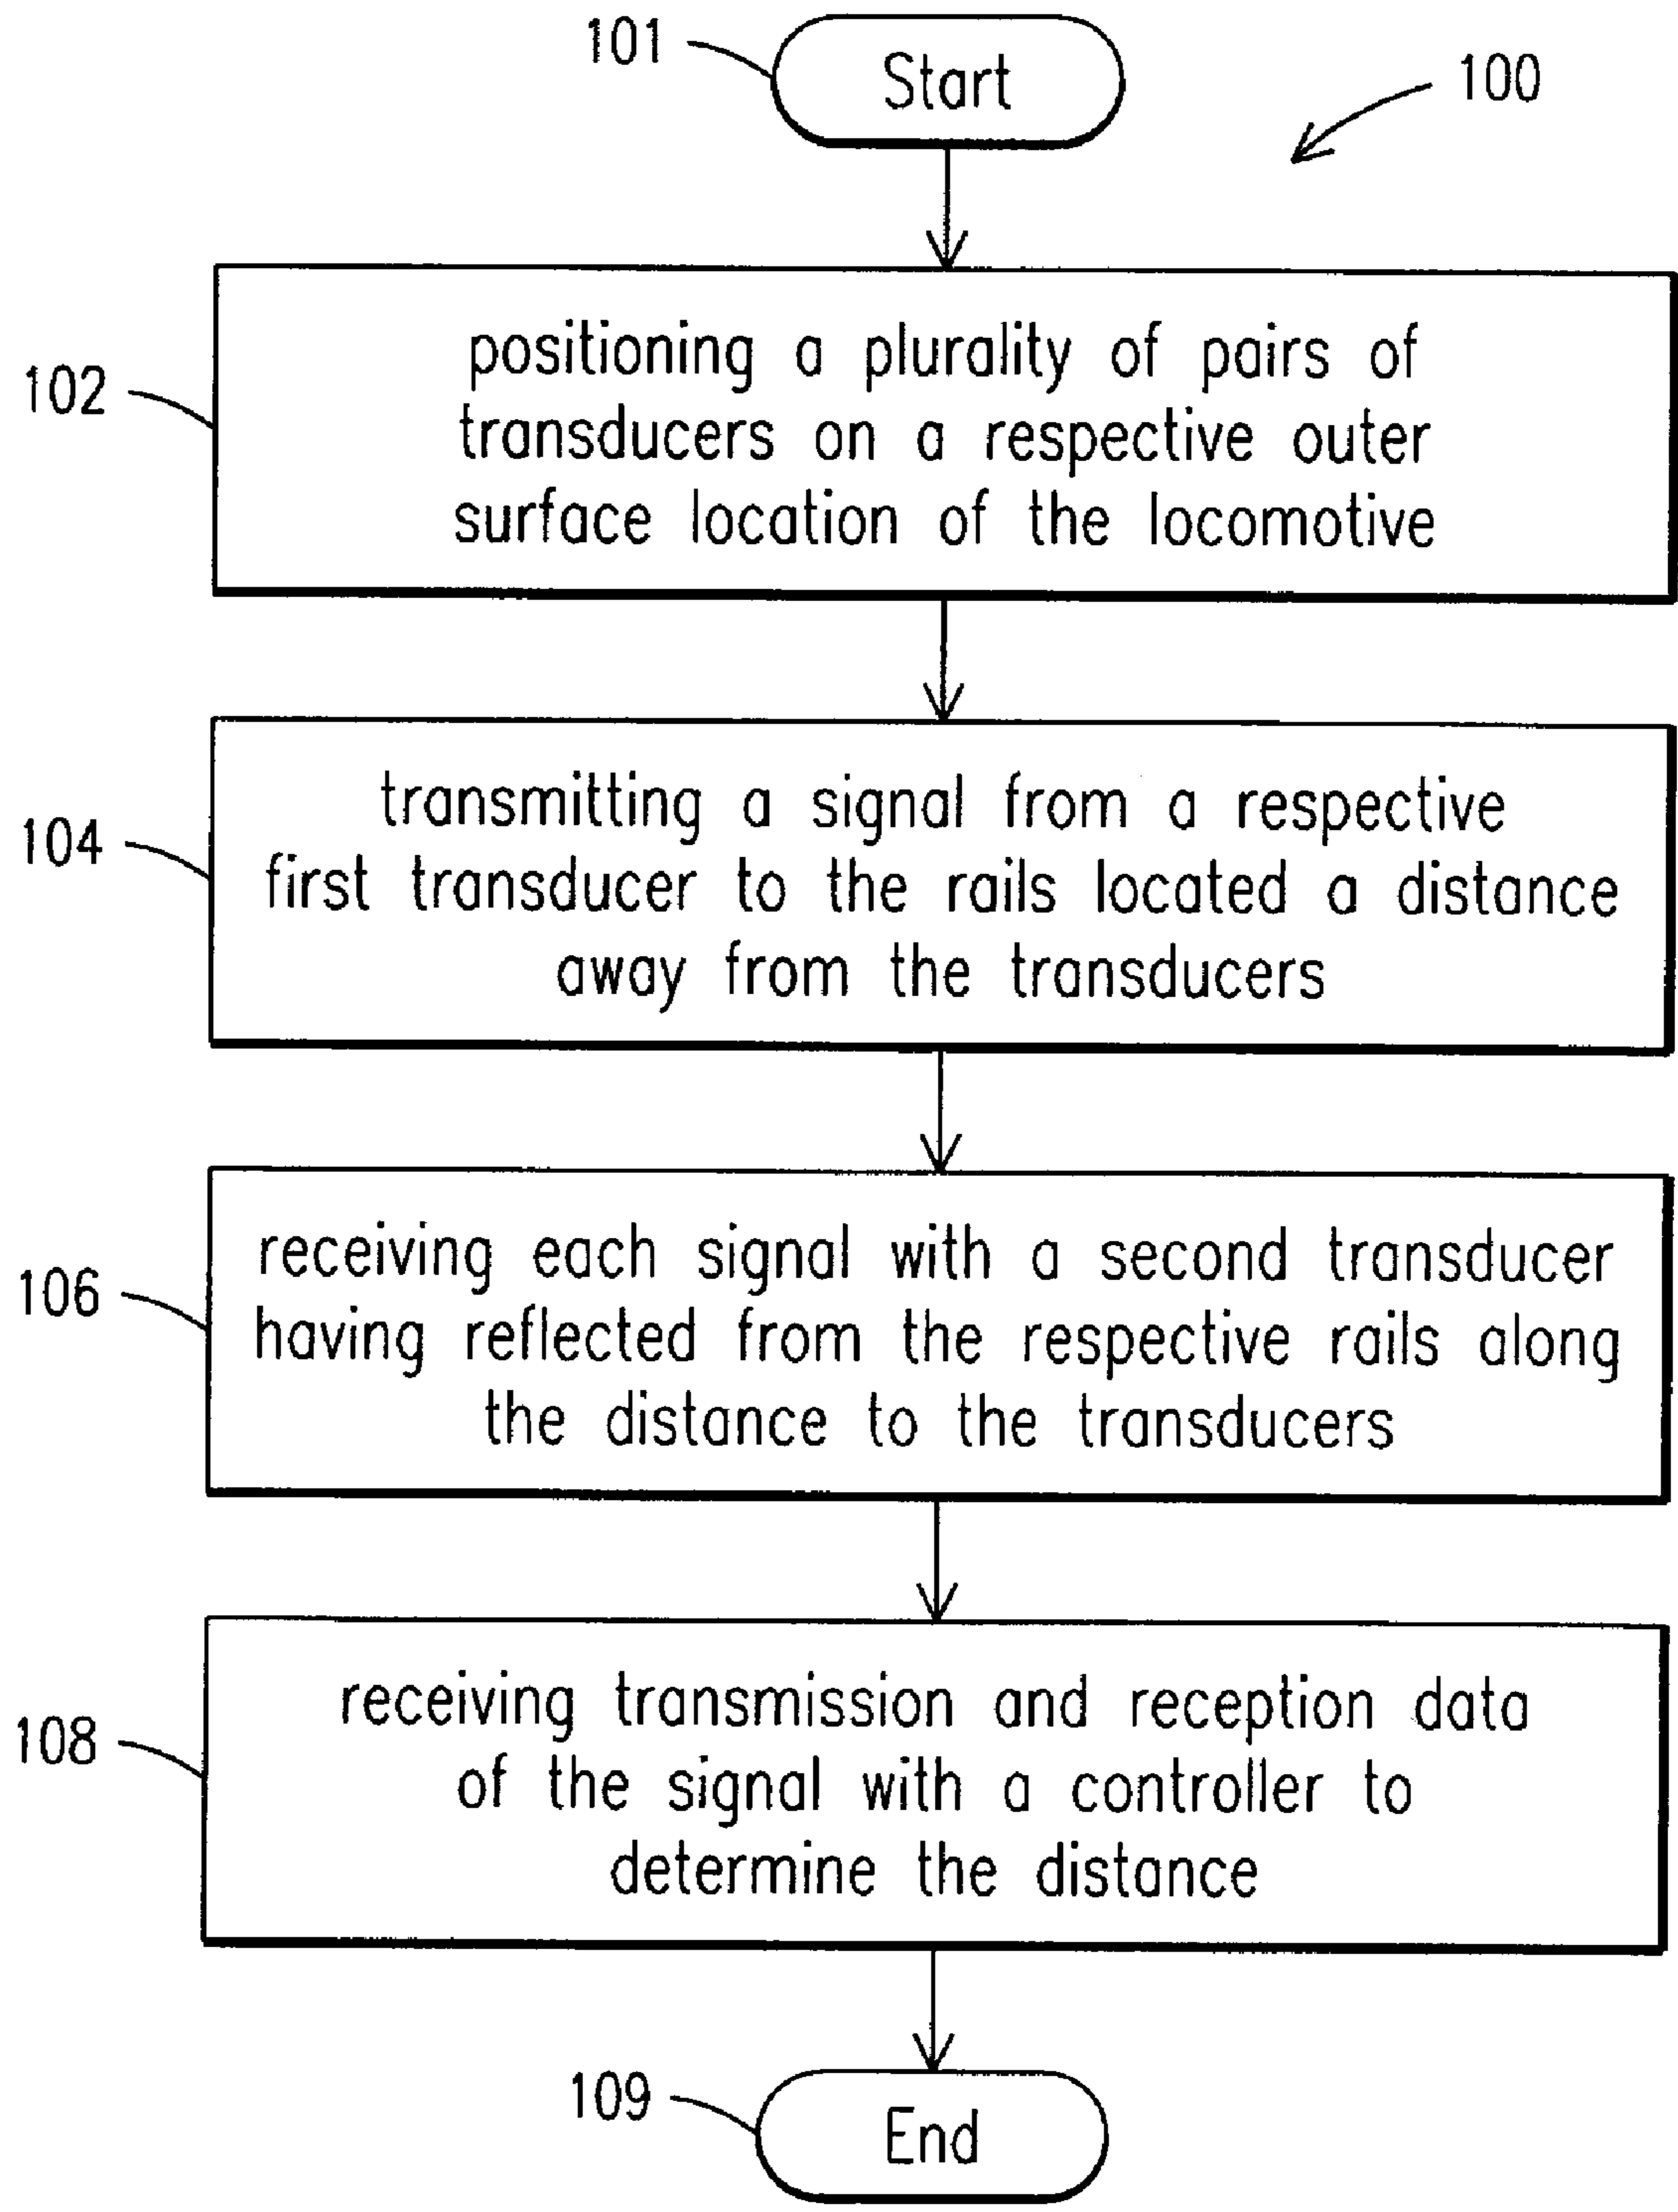 101
Start
100
102
positioning a plurality of pairs of
transducers on a respective outer
surface location of the locomotive
104
transmitting a signal from a respective
first transducer to the rails located a distance
away from the transducers
106
receiving each signal with a second transducer
having reflected from the respective rails along
the distance to the transducers
108
receiving transmission and reception data
of the signal with a controller to
determine the distance
109
End